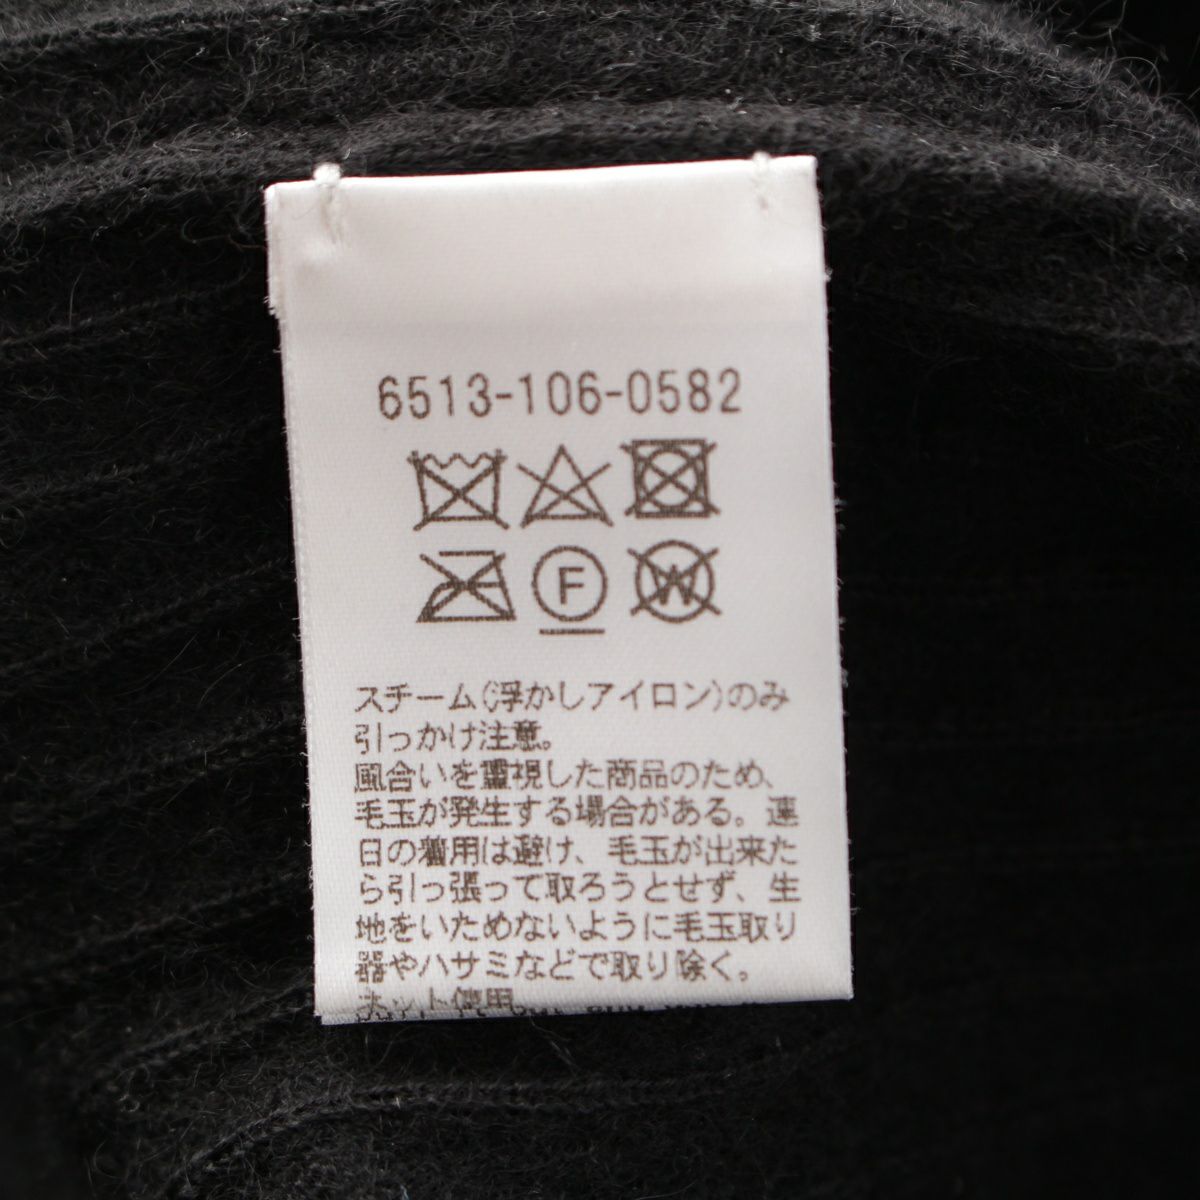 6513-106-0582
F
W
スチーム(浮かしアイロン)のみ
引っかけ注意。
風合いを重視した商品のため、
毛玉が発生する場合がある。連
日の着用は避け、毛玉が出来た
ら引っ張って取ろうとせず、生
地をいためないように毛玉取り
器やハサミなどで取り除く。
ネット使用。